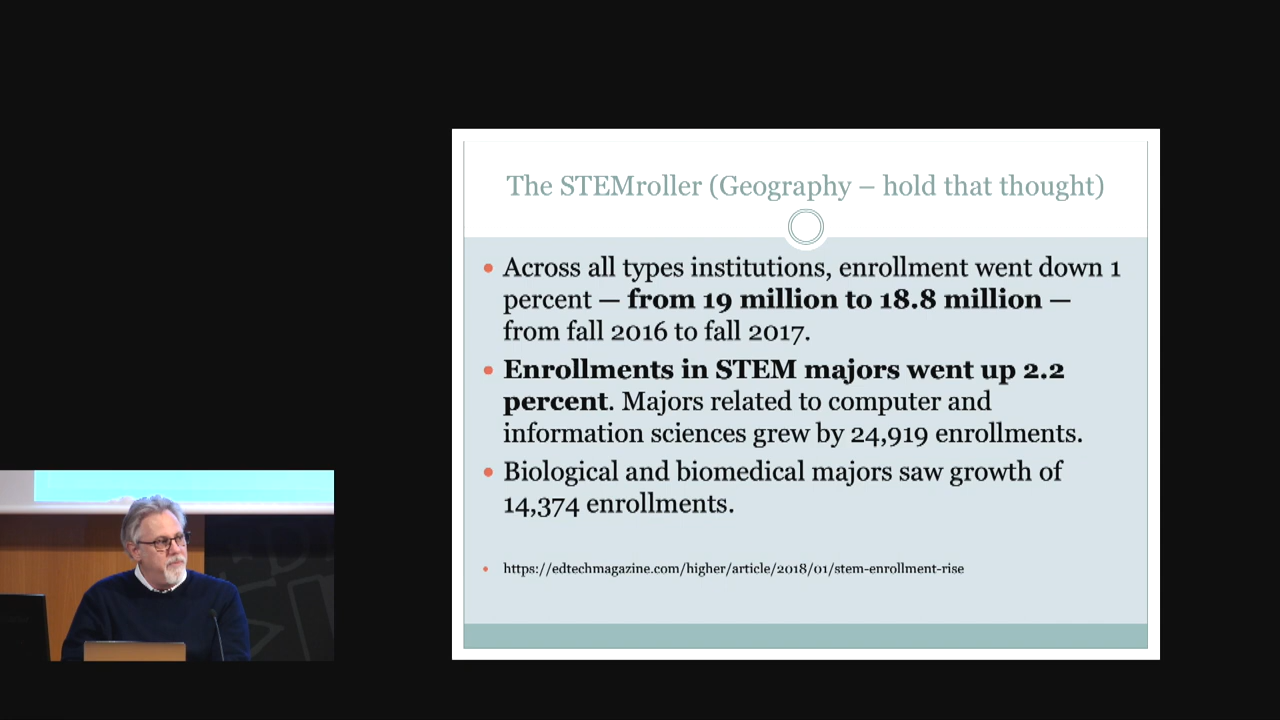 The STEMroller (Geography – hold that thought)
Across all types institutions, enrollment went down 1
percent — from 19 million to 18.8 million —
from fall 2016 to fall 2017.
Enrollments in STEM majors went up 2.2
percent. Majors related to computer and
information sciences grew by 24,919 enrollments.
Biological and biomedical majors saw growth of
14,374 enrollments.
https://edtechmagazine.com/higher/article/2018/01/stem-enrollment-rise